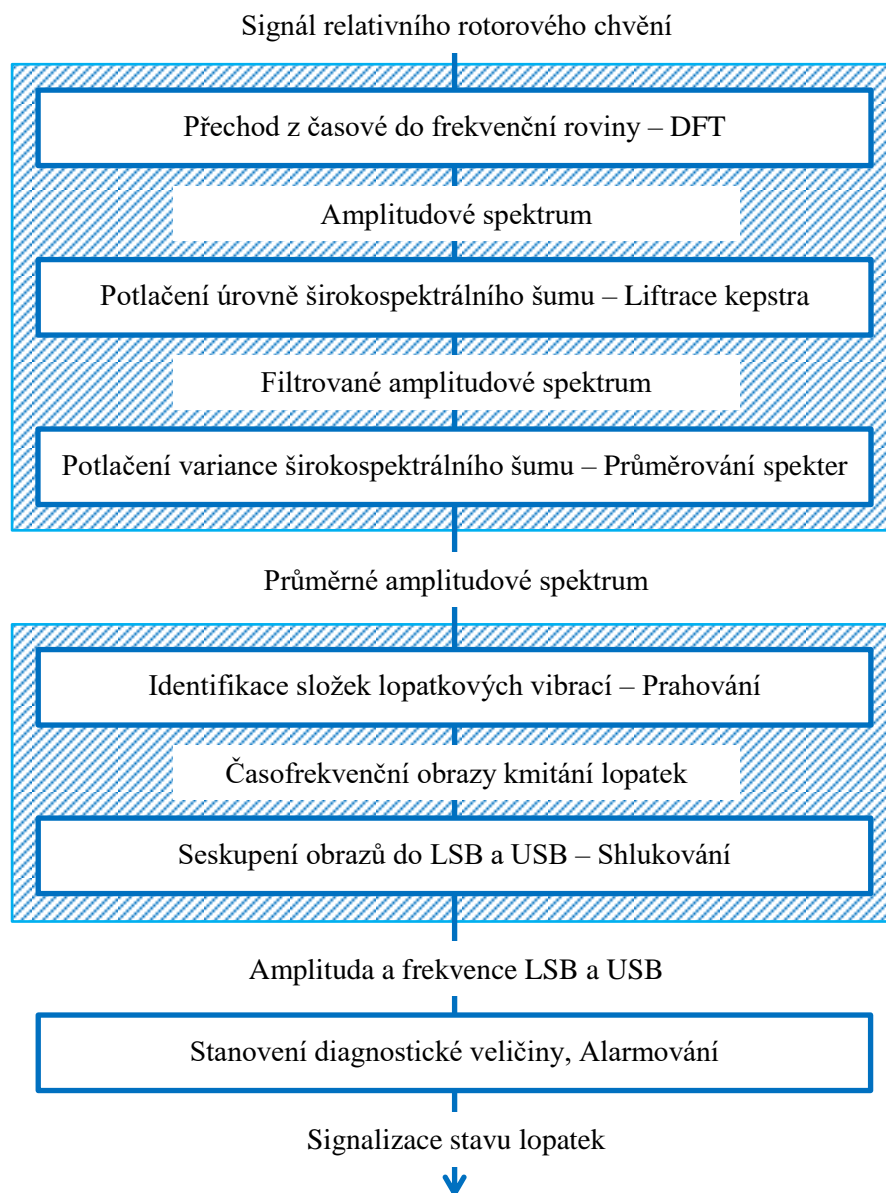 Signál relativního rotorového chvění
Přechod z časové do frekvenční roviny – DFT
Amplitudové spektrum
Potlačení úrovně širokospektrálního šumu – Liftrace kepstra
Filtrované amplitudové spektrum
Potlačení variance širokospektrálního šumu – Průměrování spekter
Průměrné amplitudové spektrum
Identifikace složek lopatkových vibrací – Prahování
Časofrekvenční obrazy kmitání lopatek
Seskupení obrazů do LSB a USB – Shlukování
Amplituda a frekvence LSB a USB
Stanovení diagnostické veličiny, Alarmování
Signalizace stavu lopatek